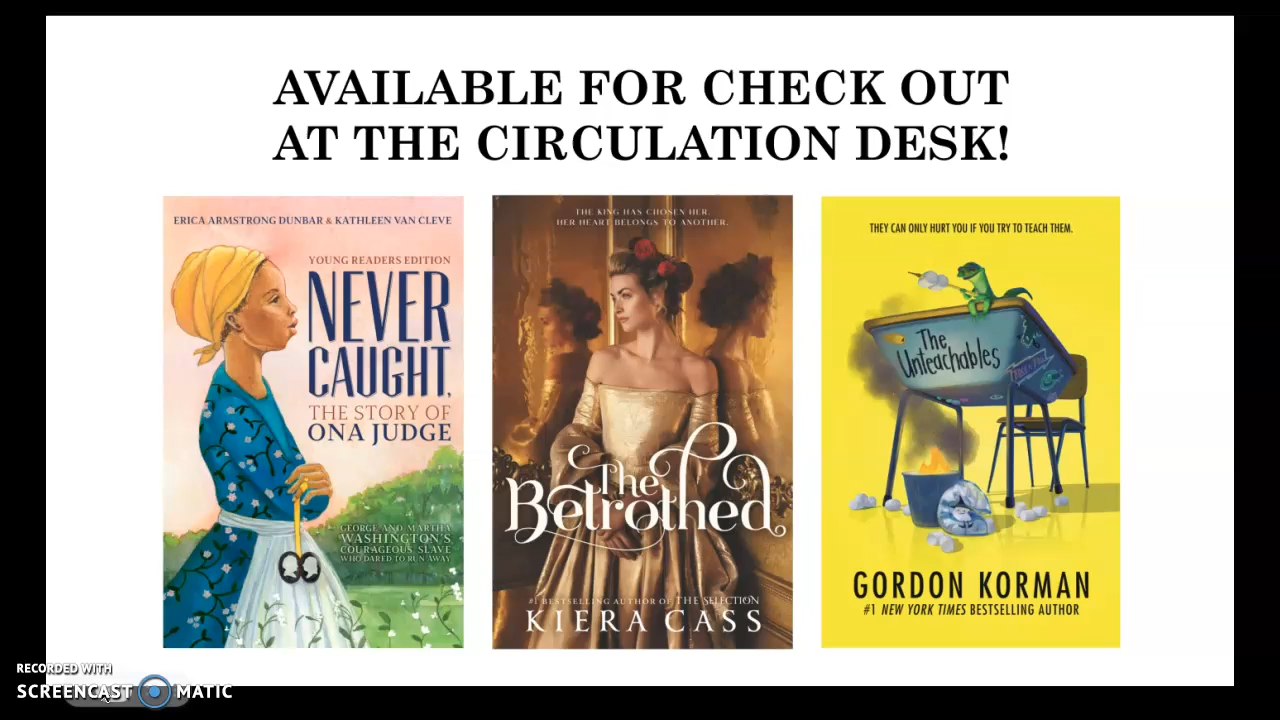 AVAILABLE FOR CHECK OUT
AT THE CIRCULATION DESK!
ERICA ARMSTRONG DUNBAR & KATHLEEN VAN CLEVE
YOUNG READERS EDITION
NEVER
CAUGHT,
THE STORY OF
ONA JUDGE
GEORGE AND MARTHA
WASHINGTON'S
COURAGEOUS SLAVE
WHO DARED TO RUN AWAY
THE KING HAS CHOSEN HER.
HER HEART BELONGS TO ANOTHER.
The
Betrothed
#1 BESTSELLING AUTHOR OF THE SELECTION
KIERA CASS
THEY CAN ONLY HURT YOU IF YOU TRY TO TEACH THEM.
The
Unteachables
GORDON KORMAN
#1 NEW YORK TIMES BESTSELLING AUTHOR
RECORDED WITH
SCREENCAST MATIC